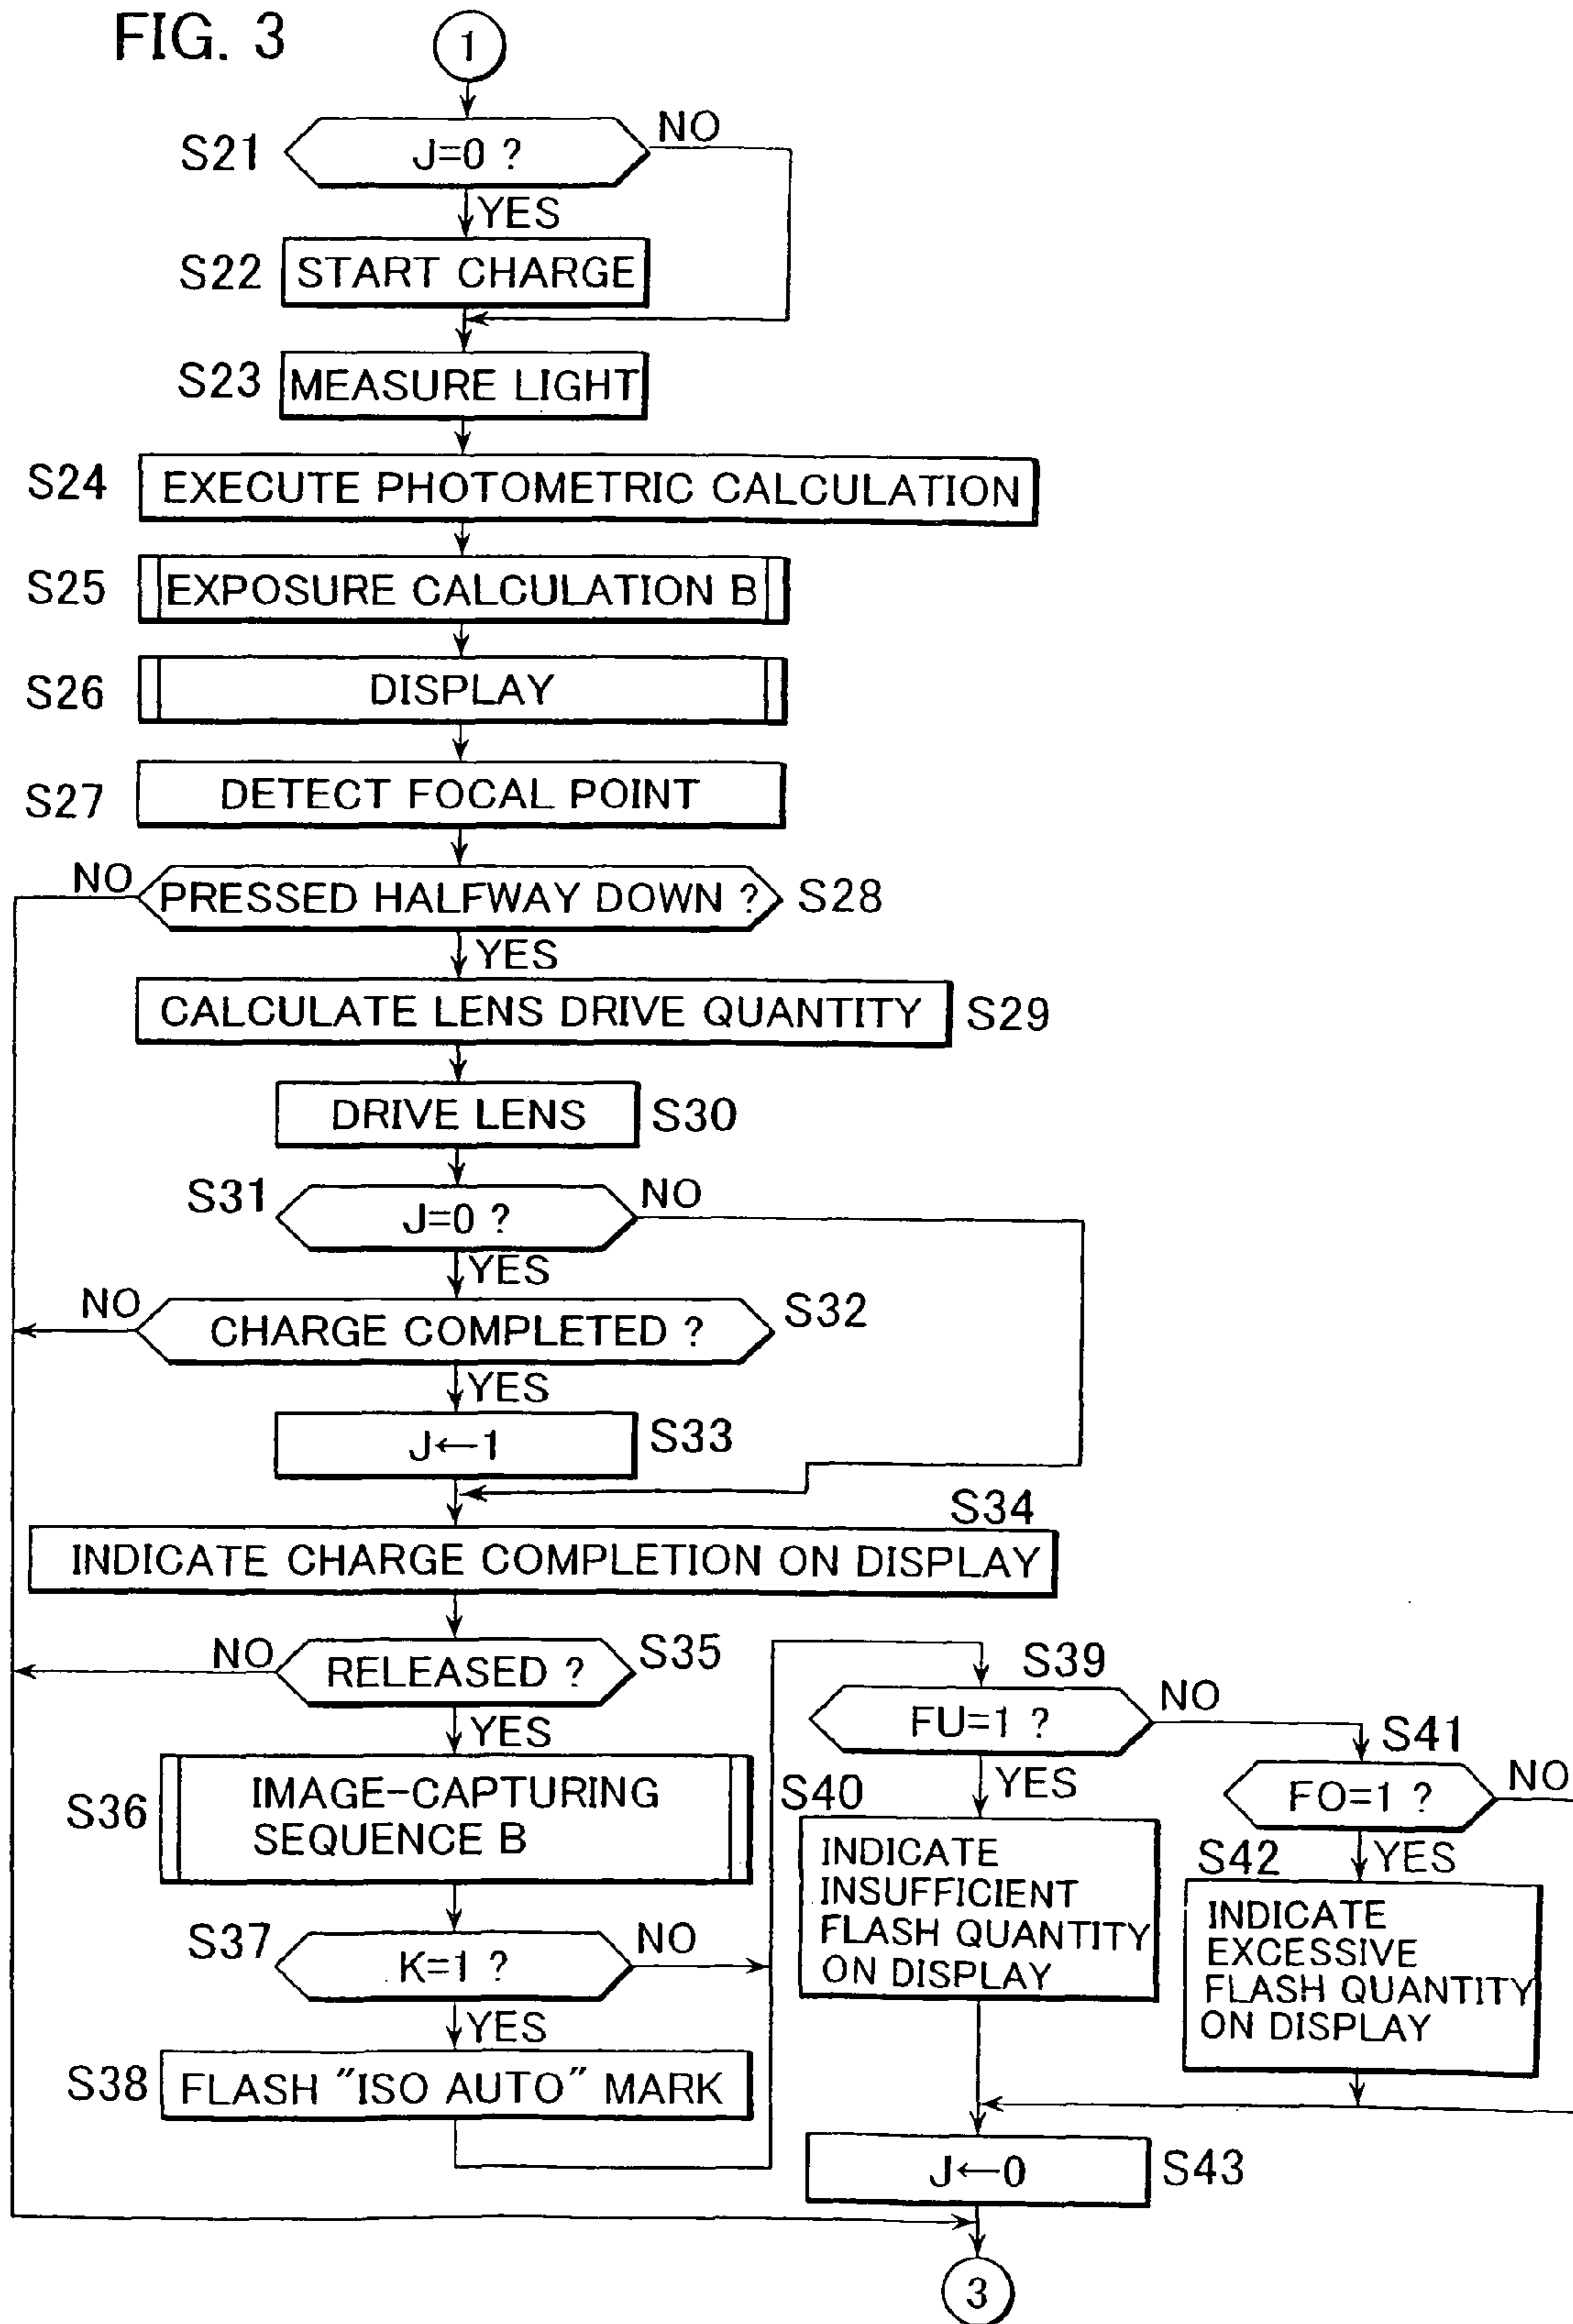 FIG. 3
1
S21
J=0 ?
NO
YES
S22
START CHARGE
S23
MEASURE LIGHT
S24
EXECUTE PHOTOMETRIC CALCULATION
S25
EXPOSURE CALCULATION B
S26
DISPLAY
S27
DETECT FOCAL POINT
NO
PRESSED HALFWAY DOWN ?
S28
YES
CALCULATE LENS DRIVE QUANTITY
S29
DRIVE LENS
S30
S31
J=0 ?
NO
YES
NO
CHARGE COMPLETED ?
S32
YES
J←1
S33
S34
INDICATE CHARGE COMPLETION ON DISPLAY
NO
RELEASED ?
S35
YES
S36
IMAGE-CAPTURING
SEQUENCE B
S37
K=1 ?
NO
YES
S38
FLASH "ISO AUTO" MARK
S39
FU=1 ?
NO
YES
S40
INDICATE
INSUFFICIENT
FLASH QUANTITY
ON DISPLAY
S41
FO=1 ?
NO
YES
S42
INDICATE
EXCESSIVE
FLASH QUANTITY
ON DISPLAY
J←0
S43
3